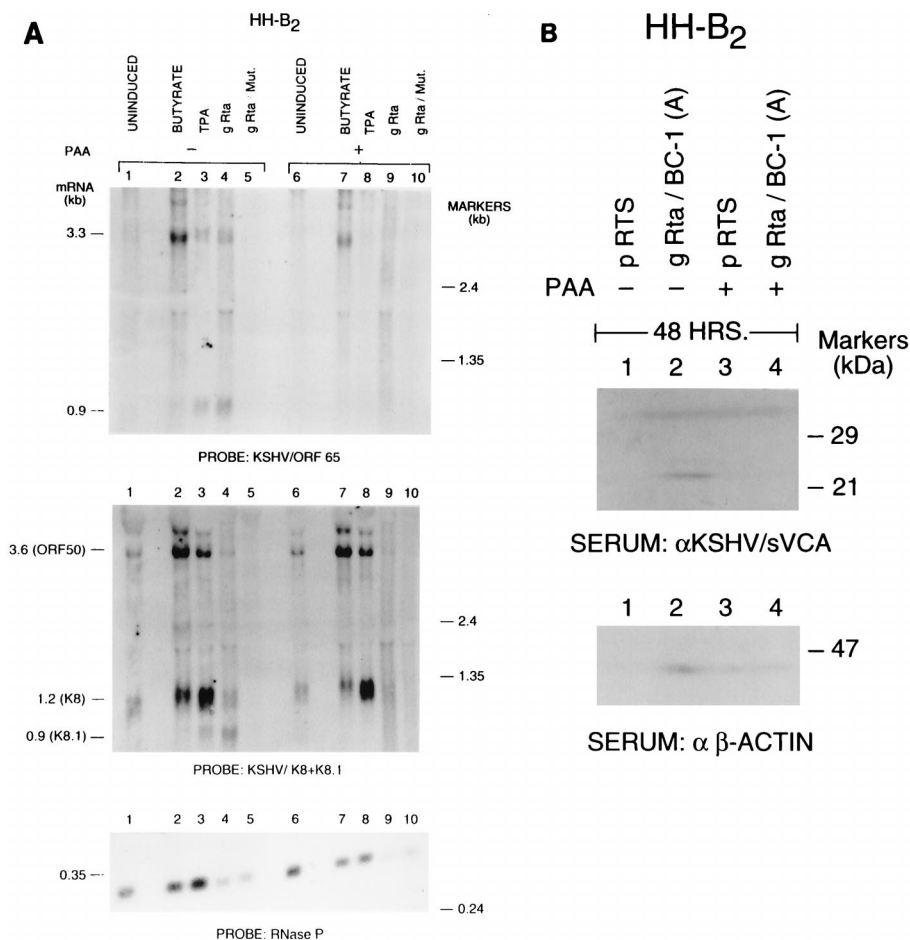 A
HH-B2
UNINDUCED BUTYRATE TPA g Rta g Rta / Mut. UNINDUCED BUTYRATE TPA g Rta g Rta / Mut.
PAA − +
1 2 3 4 5 6 7 8 9 10
mRNA (kb)
MARKERS (kb)
3.3
2.4
1.35
0.9
PROBE: KSHV/ORF 65
1 2 3 4 5 6 7 8 9 10
3.6 (ORF50)
2.4
1.35
1.2 (K8)
0.9 (K8.1)
PROBE: KSHV/ K8+K8.1
1 2 3 4 5 6 7 8 9 10
0.35
0.24
PROBE: RNase P
B
HH-B2
p RTS g Rta / BC-1 (A) p RTS g Rta / BC-1 (A)
PAA − − + +
48 HRS.
Markers (kDa)
1 2 3 4
29
21
SERUM: αKSHV/sVCA
1 2 3 4
47
SERUM: α β-ACTIN